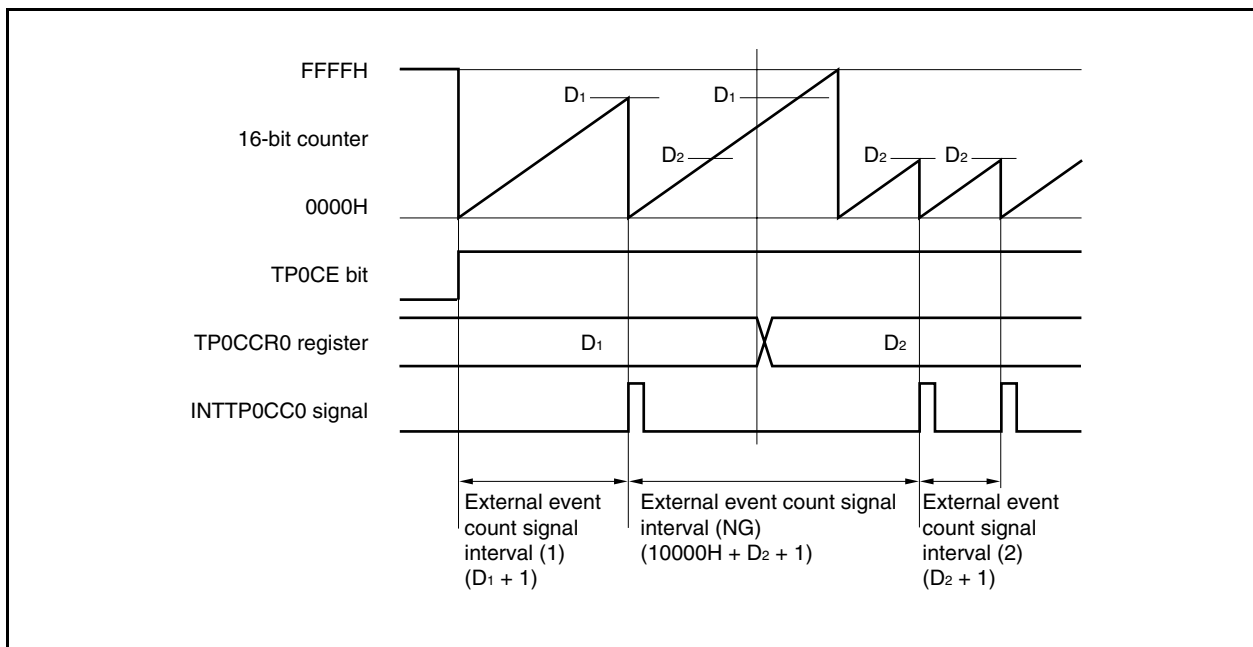 FFFFH
D1
D1
16-bit counter
D2
D2
D2
0000H
TP0CE bit
TP0CCR0 register
D1
D2
INTTP0CC0 signal
External event
count signal
interval (1)
(D1 + 1)
External event count signal
interval (NG)
(10000H + D2 + 1)
External event
count signal
interval (2)
(D2 + 1)